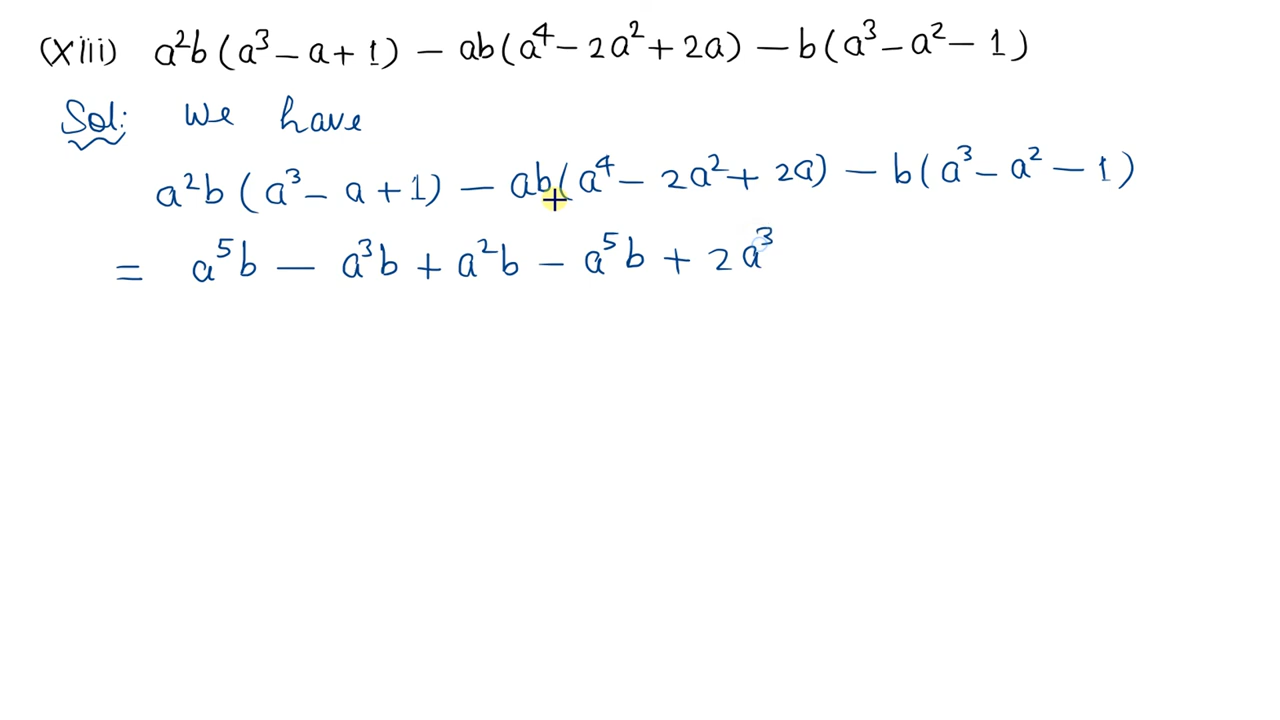 (xiii) a²b(a³ – a + 1) – ab(a⁴ – 2a² + 2a) – b(a³ – a² – 1)
Sol: We have
a²b(a³ – a + 1) – ab(a⁴ – 2a² + 2a) – b(a³ – a² – 1)
= a⁵b – a³b + a²b – a⁵b + 2a³